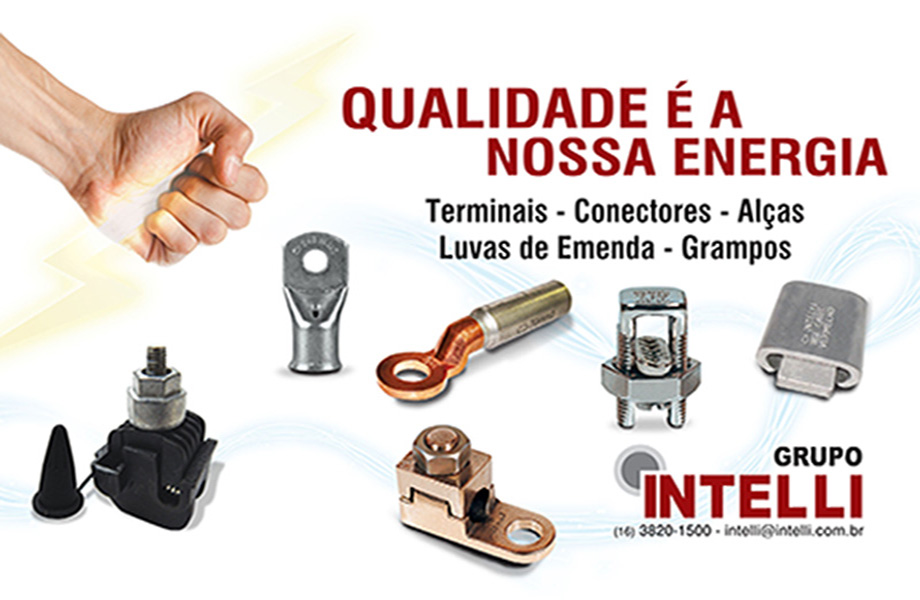 QUALIDADE É A
NOSSA ENERGIA
Terminais - Conectores - Alças
Luvas de Emenda - Grampos
GRUPO
INTELLI
(16) 3820-1500 - intelli@intelli.com.br